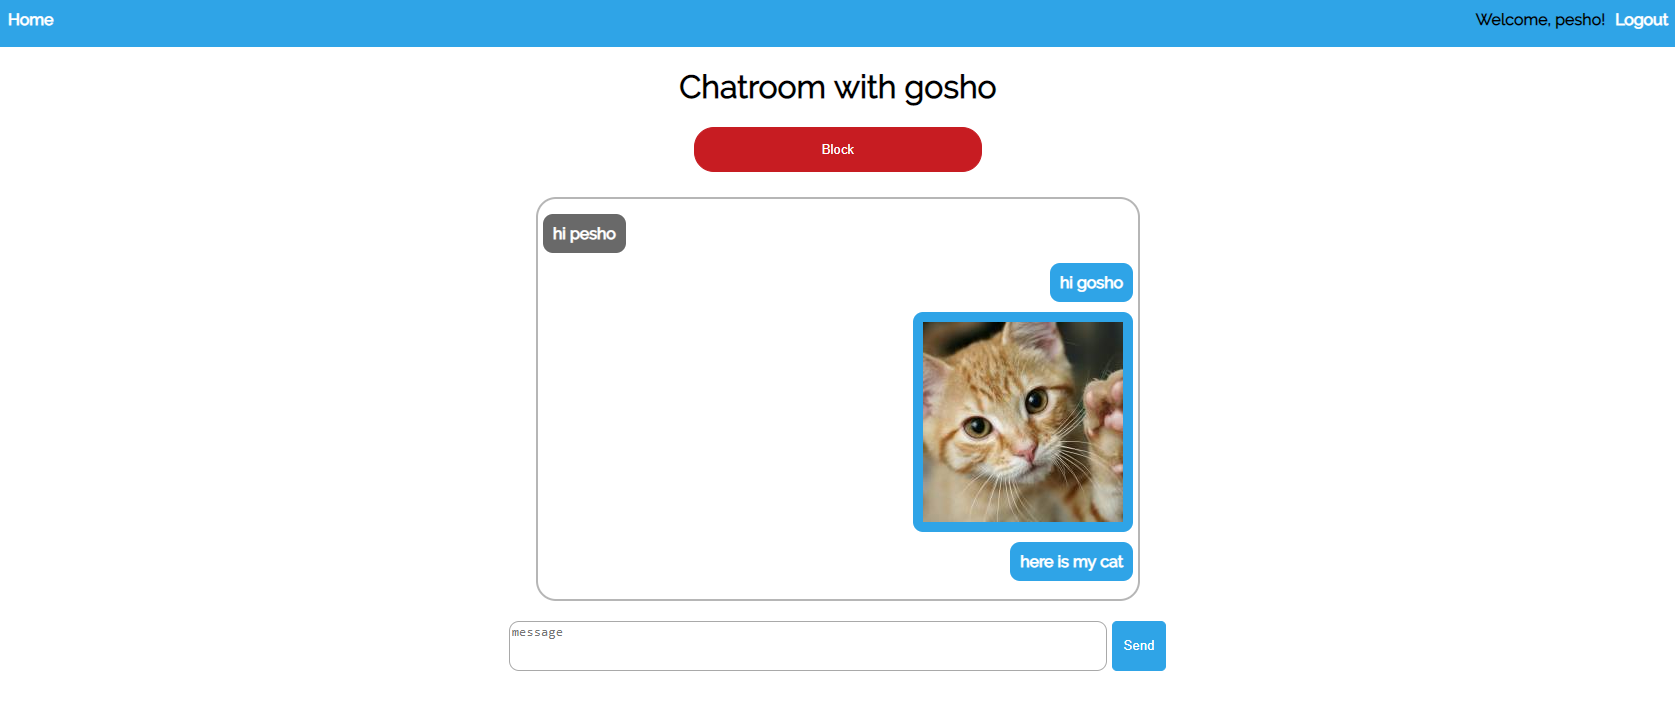 Home
Welcome, pesho! Logout
Chatroom with gosho
Block
hi pesho
hi gosho
here is my cat
message
Send